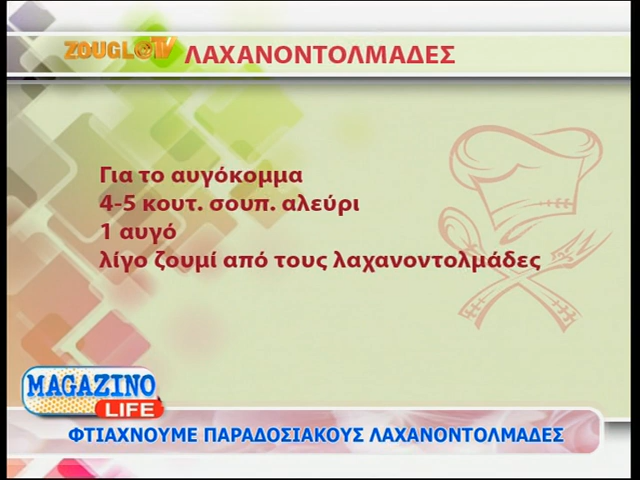 ZOUGL@TV ΛΑΧΑΝΟΝΤΟΛΜΑΔΕΣ
Για το αυγόκομμα
4-5 κουτ. σουπ. αλεύρι
1 αυγό
λίγο ζουμί από τους λαχανοντολμάδες
MAGAZINO
LIFE
ΦΤΙΑΧΝΟΥΜΕ ΠΑΡΑΔΟΣΙΑΚΟΥΣ ΛΑΧΑΝΟΝΤΟΛΜΑΔΕΣ